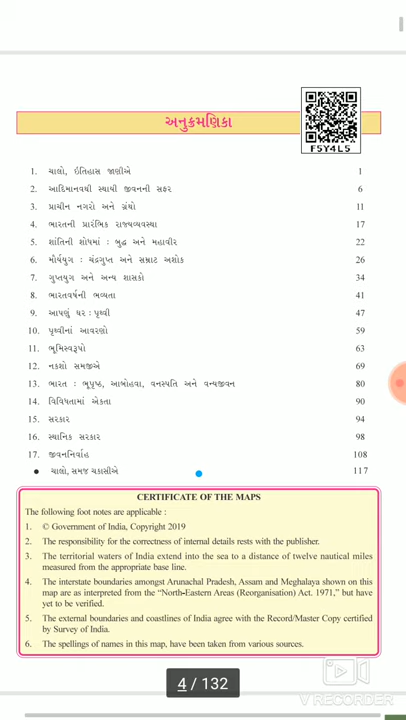 અનુક્રમણિકા
F5Y4L5
1. ચાલો, ઇતિહાસ જાણીએ 1
2. આદિમાનવથી સ્થાયી જીવનની સફર 6
3. પ્રાચીન નગરો અને ગ્રંથો 11
4. ભારતની પ્રારંભિક રાજ્યવ્યવસ્થા 17
5. શાંતિની શોધમાં : બુદ્ધ અને મહાવીર 22
6. મૌર્યયુગ : ચંદ્રગુપ્ત અને સમ્રાટ અશોક 26
7. ગુપ્તયુગ અને અન્ય શાસકો 34
8. ભારતવર્ષની ભવ્યતા 41
9. આપણું ઘર : પૃથ્વી 47
10. પૃથ્વીનાં આવરણો 59
11. ભૂમિસ્વરૂપો 63
12. નકશો સમજીએ 69
13. ભારત : ભૂપૃષ્ઠ, આબોહવા, વનસ્પતિ અને વન્યજીવન 80
14. વિવિધતામાં એકતા 90
15. સરકાર 94
16. સ્થાનિક સરકાર 98
17. જીવનનિર્વાહ 108
• ચાલો, સમજ ચકાસીએ 117
CERTIFICATE OF THE MAPS
The following foot notes are applicable :
1. © Government of India, Copyright 2019
2. The responsibility for the correctness of internal details rests with the publisher.
3. The territorial waters of India extend into the sea to a distance of twelve nautical miles
measured from the appropriate base line.
4. The interstate boundaries amongst Arunachal Pradesh, Assam and Meghalaya shown on this
map are as interpreted from the “North-Eastern Areas (Reorganisation) Act. 1971,” but have
yet to be verified.
5. The external boundaries and coastlines of India agree with the Record/Master Copy certified
by Survey of India.
6. The spellings of names in this map, have been taken from various sources.
4 / 132
V RECORDER